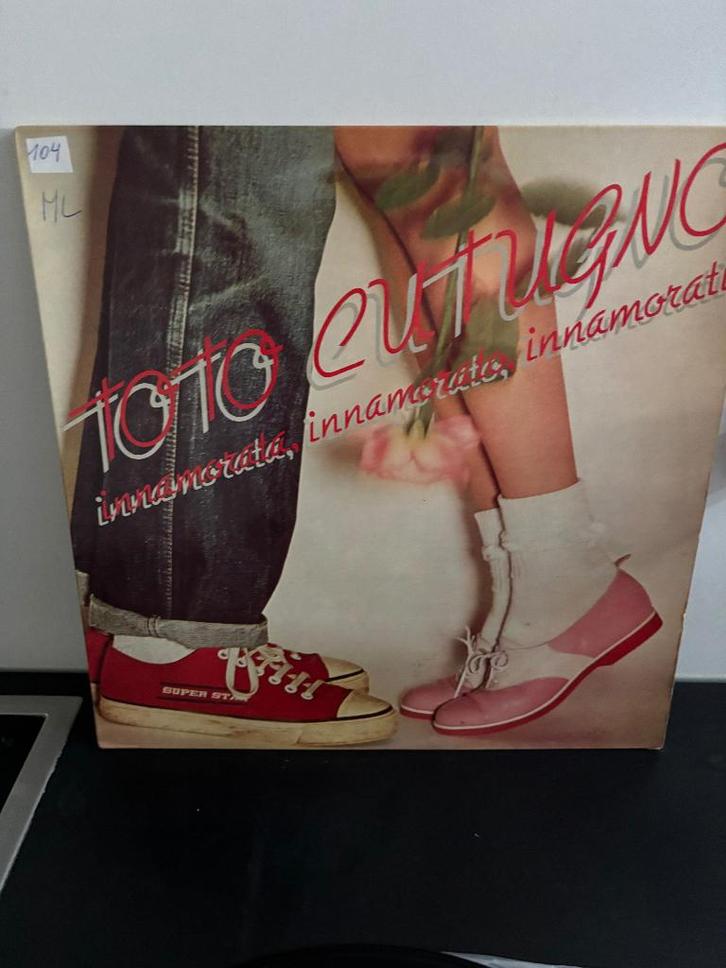 104
ML
TOTO CUTUGNO
innamorata, innamorato, innamorati
SUPER STAR